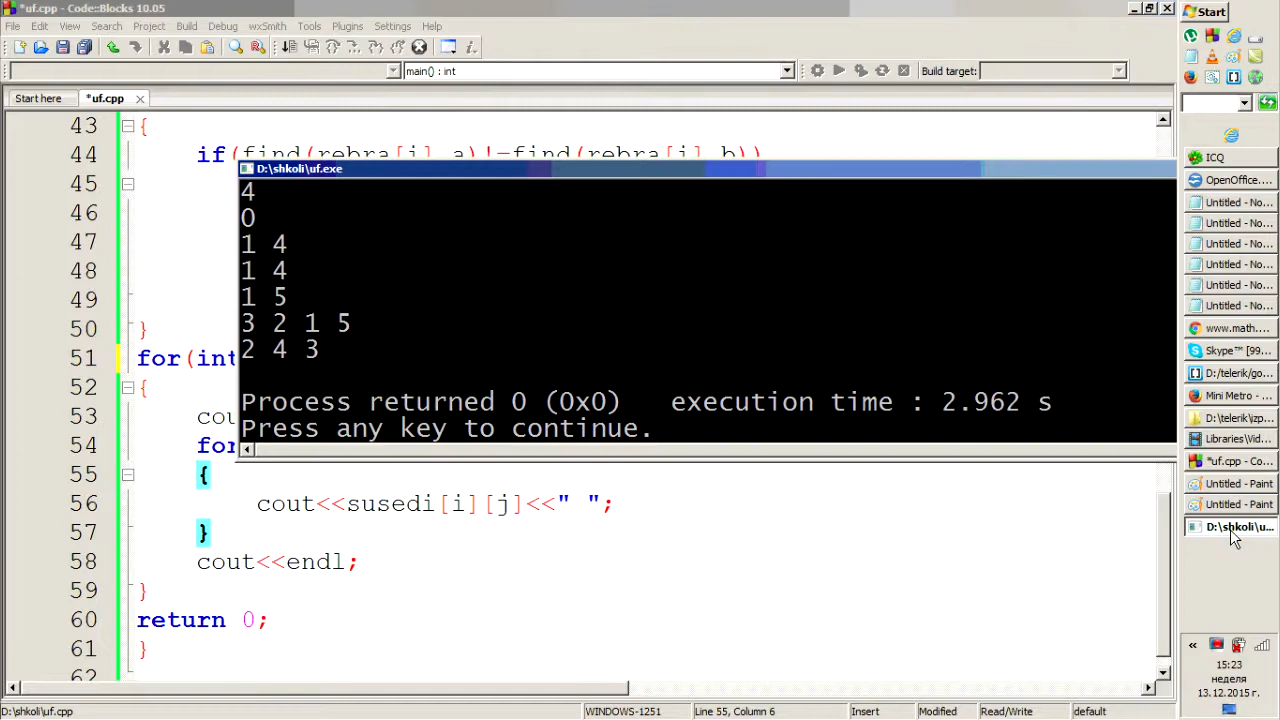 *uf.cpp - Code::Blocks 10.05
File Edit View Search Project Build Debug wxSmith Tools Plugins Settings Help
main() : int
Build target:
Start here
*uf.cpp
43 {
44 if(find(rebra[i].a)!=find(rebra[i].b))
45
46
47
48
49
50 }
51 for(int
52 {
53 cou
54 for
55 {
56 cout<<susedi[i][j]<<" ";
57 }
58 cout<<endl;
59 }
60 return 0;
61 }
62
D:\shkoli\uf.exe
4
0
1 4
1 4
1 5
3 2 1 5
2 4 3
Process returned 0 (0x0) execution time : 2.962 s
Press any key to continue.
D:\shkoli\uf.cpp
WINDOWS-1251
Line 55, Column 6
Insert
Modified
Read/Write
default
Start
ICQ
OpenOffice....
Untitled - No...
Untitled - No...
Untitled - No...
Untitled - No...
Untitled - No...
Untitled - No...
www.math....
Skype™ [99...
D:/telerik/go...
Mini Metro - ...
D:\telerik\izp...
Libraries\Vid...
*uf.cpp - Co...
Untitled - Paint
Untitled - Paint
D:\shkoli\u...
15:23
неделя
13.12.2015 г.